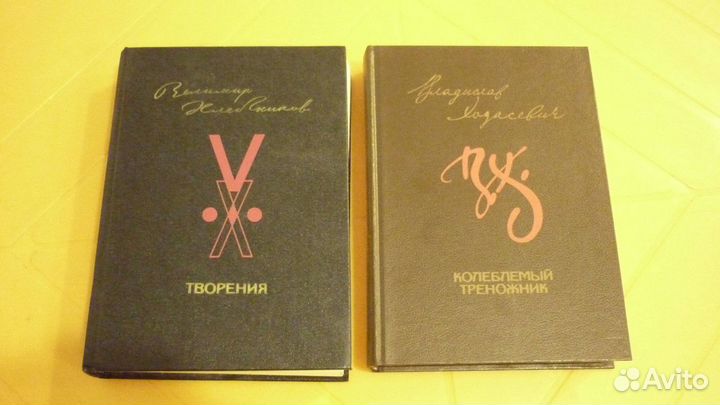 Велимир
Хлебников
ТВОРЕНИЯ
Владислав
Ходасевич
В.Х.
КОЛЕБЛЕМЫЙ
ТРЕНОЖНИК
Avito